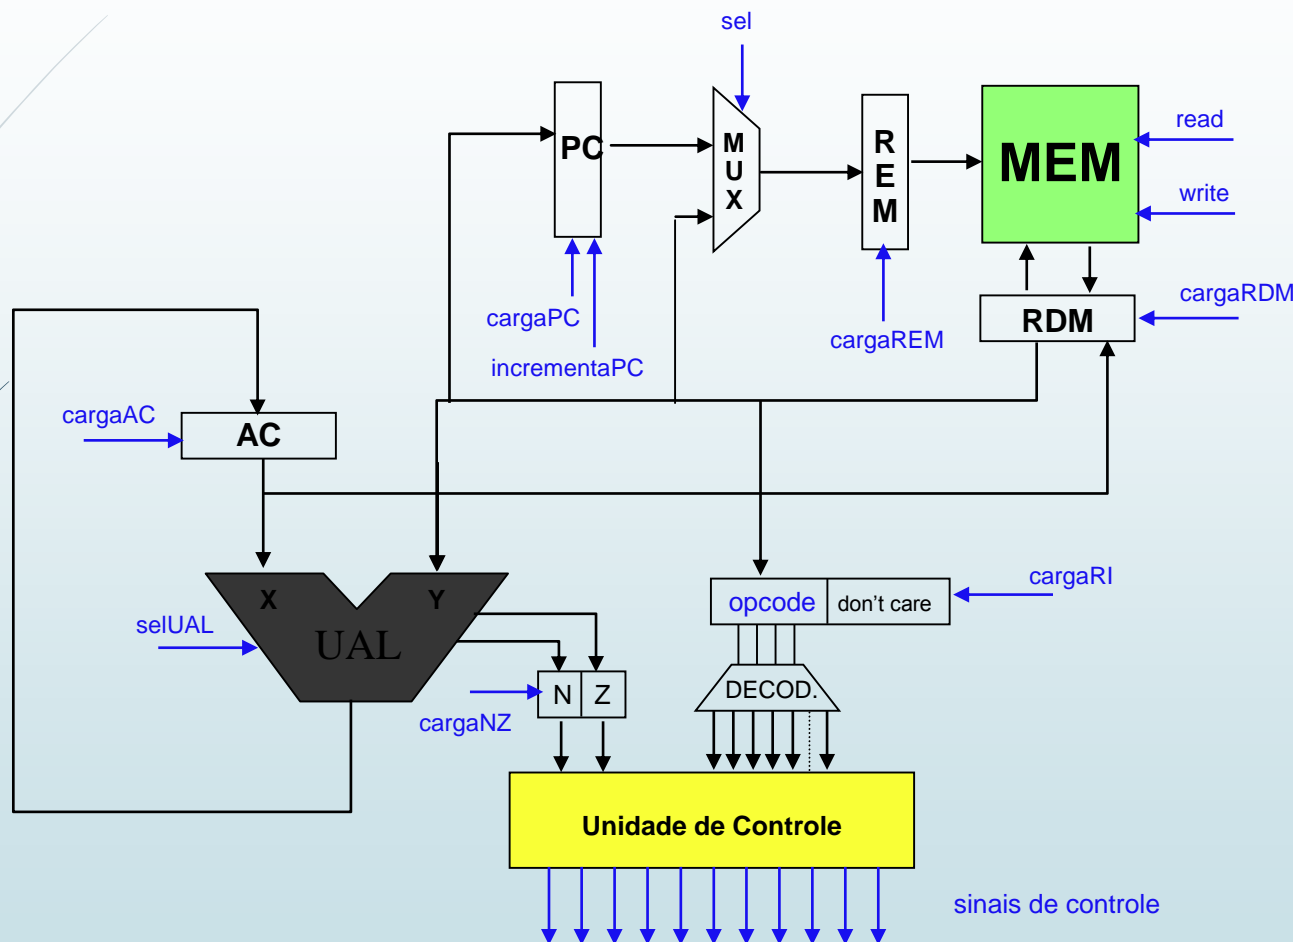 sel
PC
M
U
X
R
E
M
MEM
read
write
cargaPC
incrementaPC
cargaREM
RDM
cargaRDM
cargaAC
AC
X
Y
UAL
selUAL
opcode
don't care
cargaRI
N
Z
cargaNZ
DECOD.
Unidade de Controle
sinais de controle